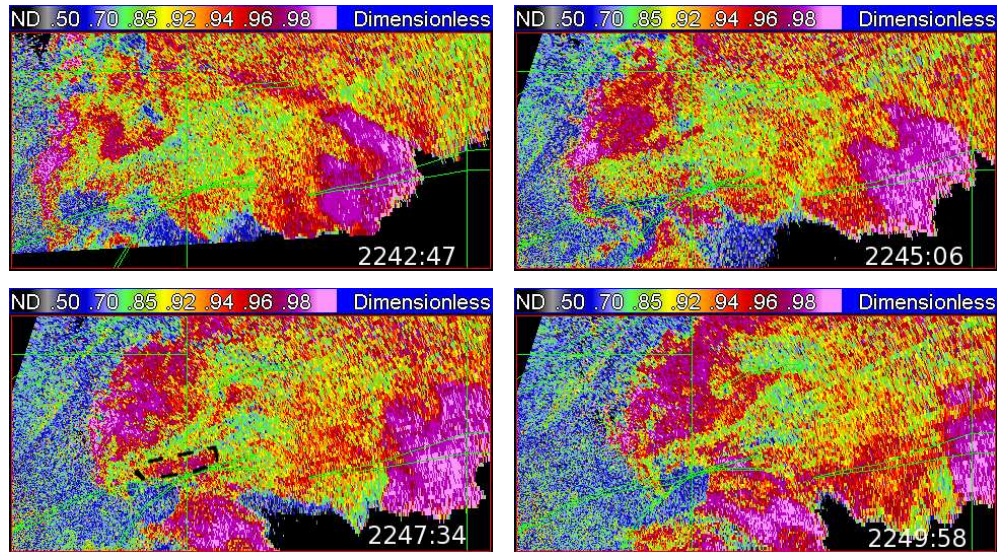 ND .50 .70 .85 .92 .94 .96 .98 Dimensionless
2242:47
ND .50 .70 .85 .92 .94 .96 .98 Dimensionless
2245:06
ND .50 .70 .85 .92 .94 .96 .98 Dimensionless
2247:34
ND .50 .70 .85 .92 .94 .96 .98 Dimensionless
2249:58